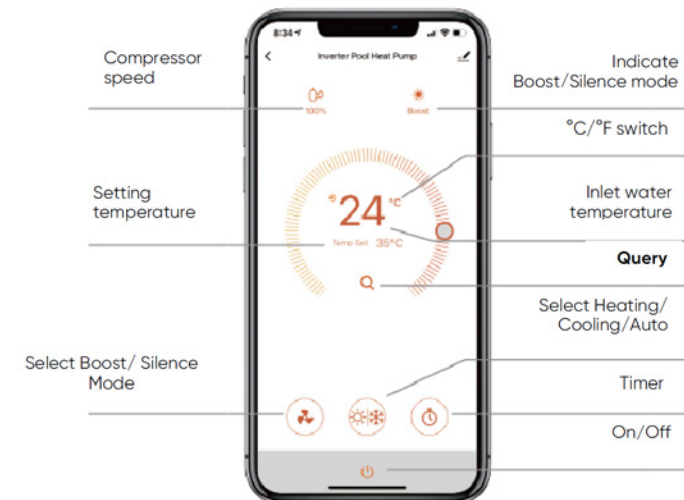 8:34
Inverter Pool Heat Pump
Compressor
speed
Indicate
Boost/Silence mode
100%
Boost
°C/°F switch
Setting
temperature
24 °C
Inlet water
temperature
Temp Set 35°C
Query
Select Heating/
Cooling/Auto
Select Boost/ Silence
Mode
Timer
On/Off